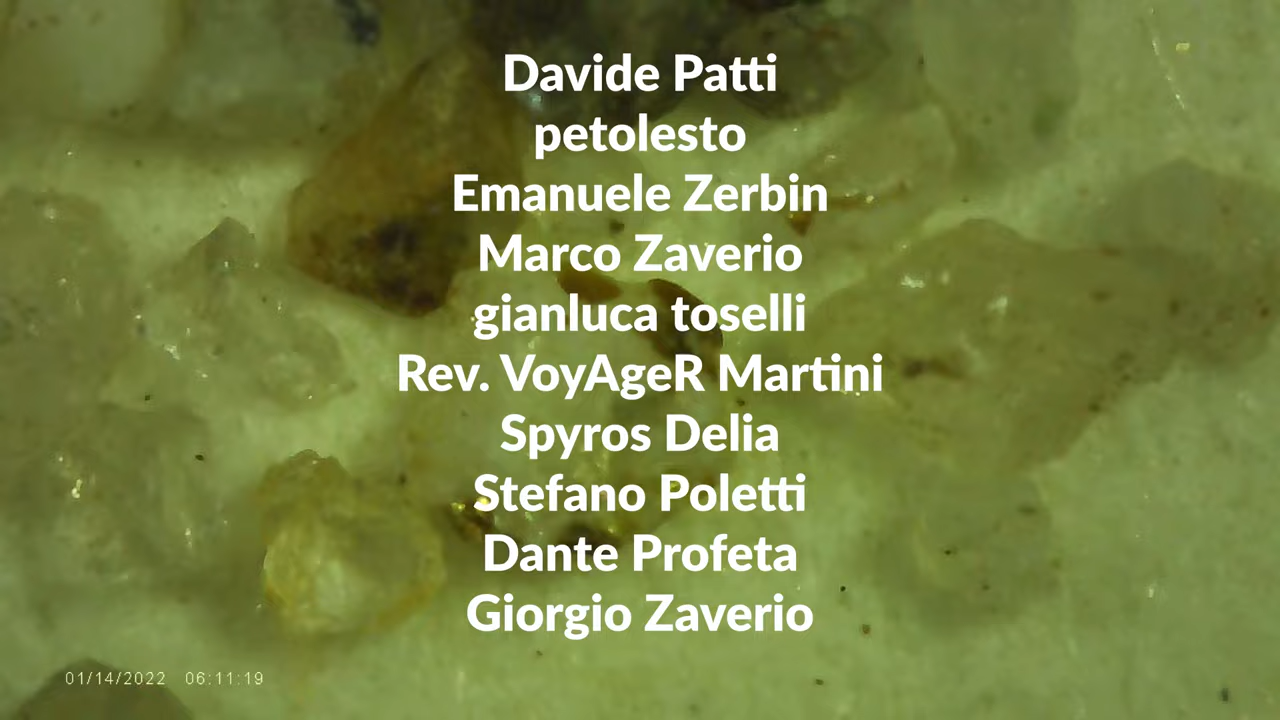 Davide Patti
petolesto
Emanuele Zerbin
Marco Zaverio
gianluca toselli
Rev. VoyAgeR Martini
Spyros Delia
Stefano Poletti
Dante Profeta
Giorgio Zaverio
01/14/2022 06:11:19